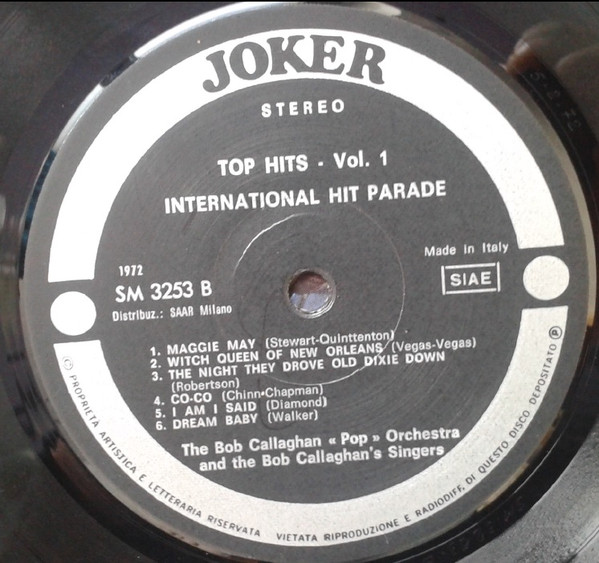 JOKER
STEREO
TOP HITS - Vol. 1
INTERNATIONAL HIT PARADE
1972
SM 3253 B
Distribuz.: SAAR Milano
Made in Italy
SIAE
1. MAGGIE MAY (Stewart-Quinttenton)
2. WITCH QUEEN OF NEW ORLEANS (Vegas-Vegas)
3. THE NIGHT THEY DROVE OLD DIXIE DOWN
(Robertson)
4. CO-CO (Chinn-Chapman)
5. I AM I SAID (Diamond)
6. DREAM BABY (Walker)
The Bob Callaghan « Pop » Orchestra
and the Bob Callaghan's Singers
© PROPRIETA ARTISTICA E LETTERARIA RISERVATA VIETATA RIPRODUZIONE E RADIODIFF. DI QUESTO DISCO DEPOSITATO ℗